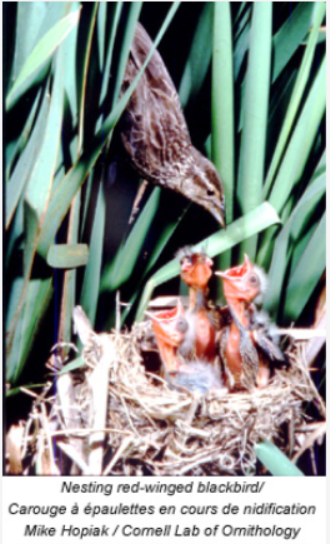 Nesting red-winged blackbird/
Carouge à épaulettes en cours de nidification
Mike Hopiak / Cornell Lab of Ornithology